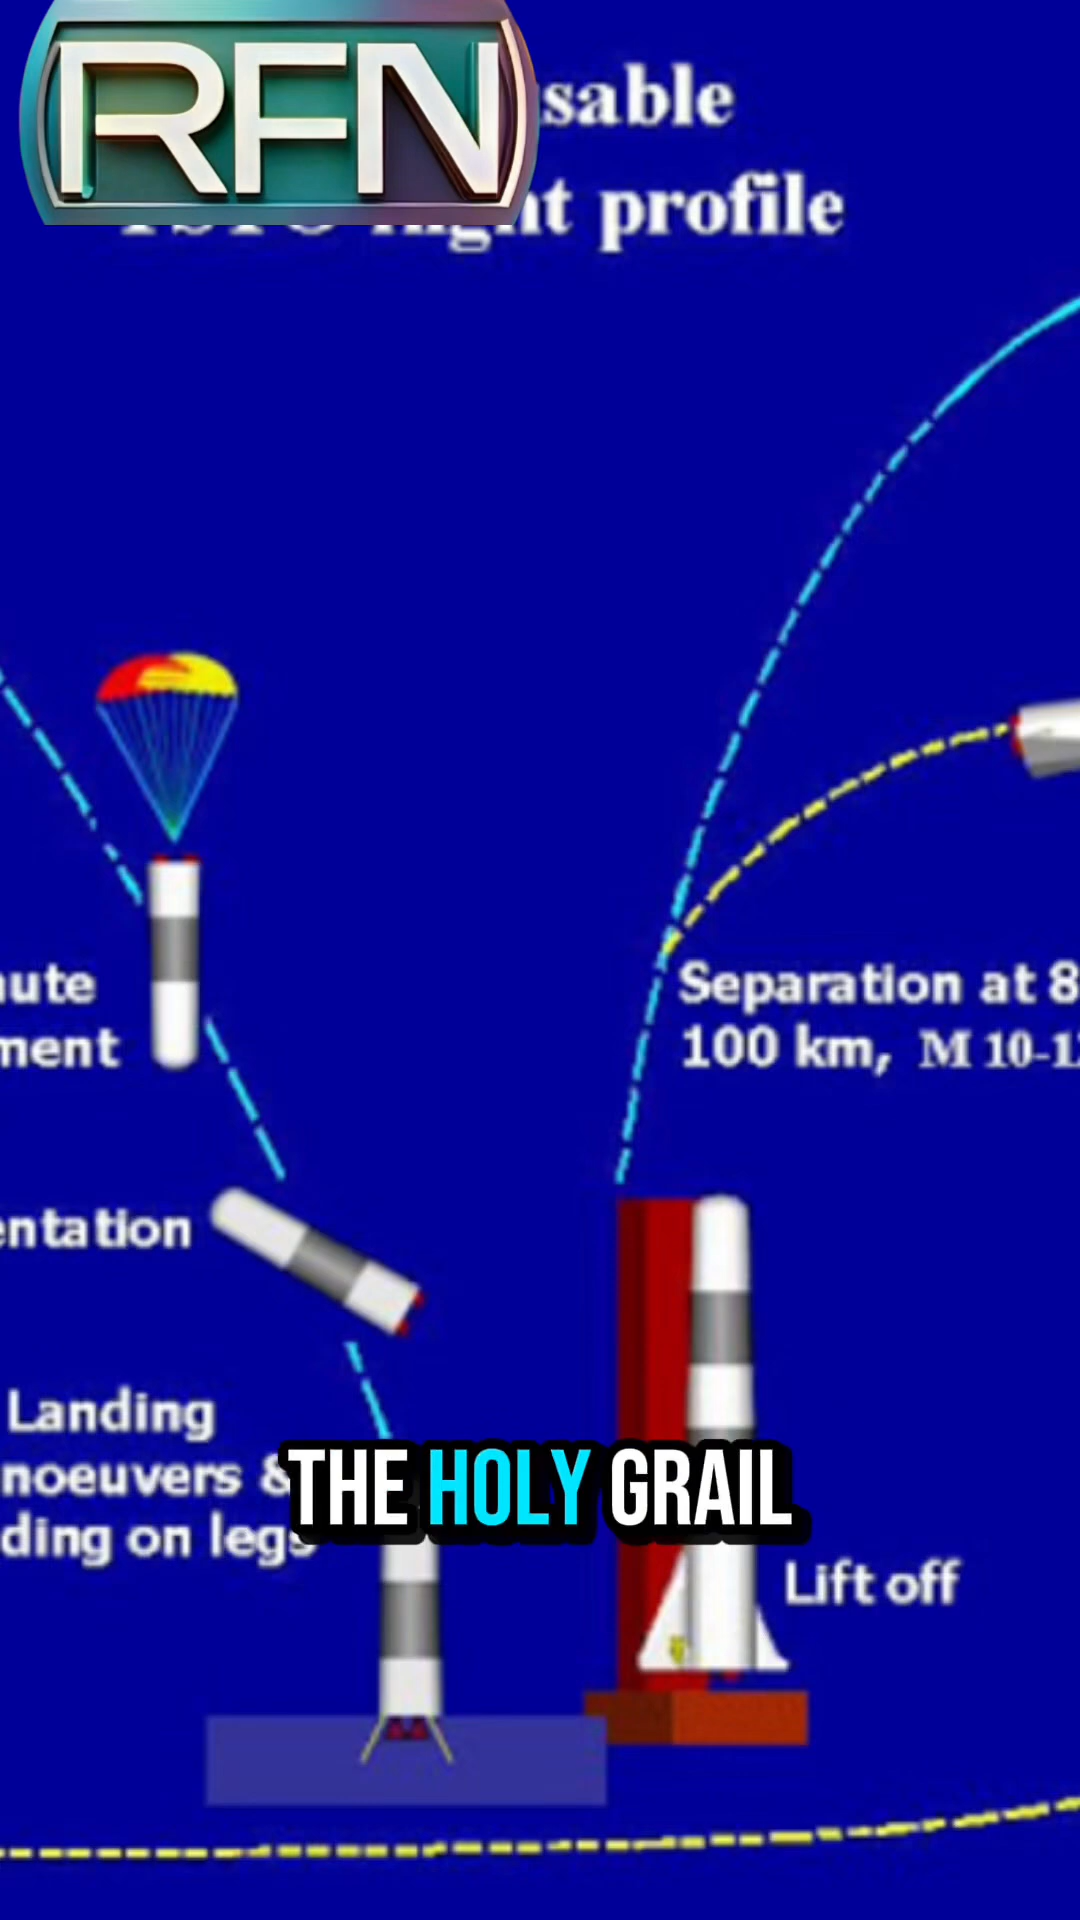 RFN
sable
profile
Separation at 8
100 km, M 10-1
ute
ment
entation
Landing
noeuvers &
ding on legs
THE HOLY GRAIL
Lift off